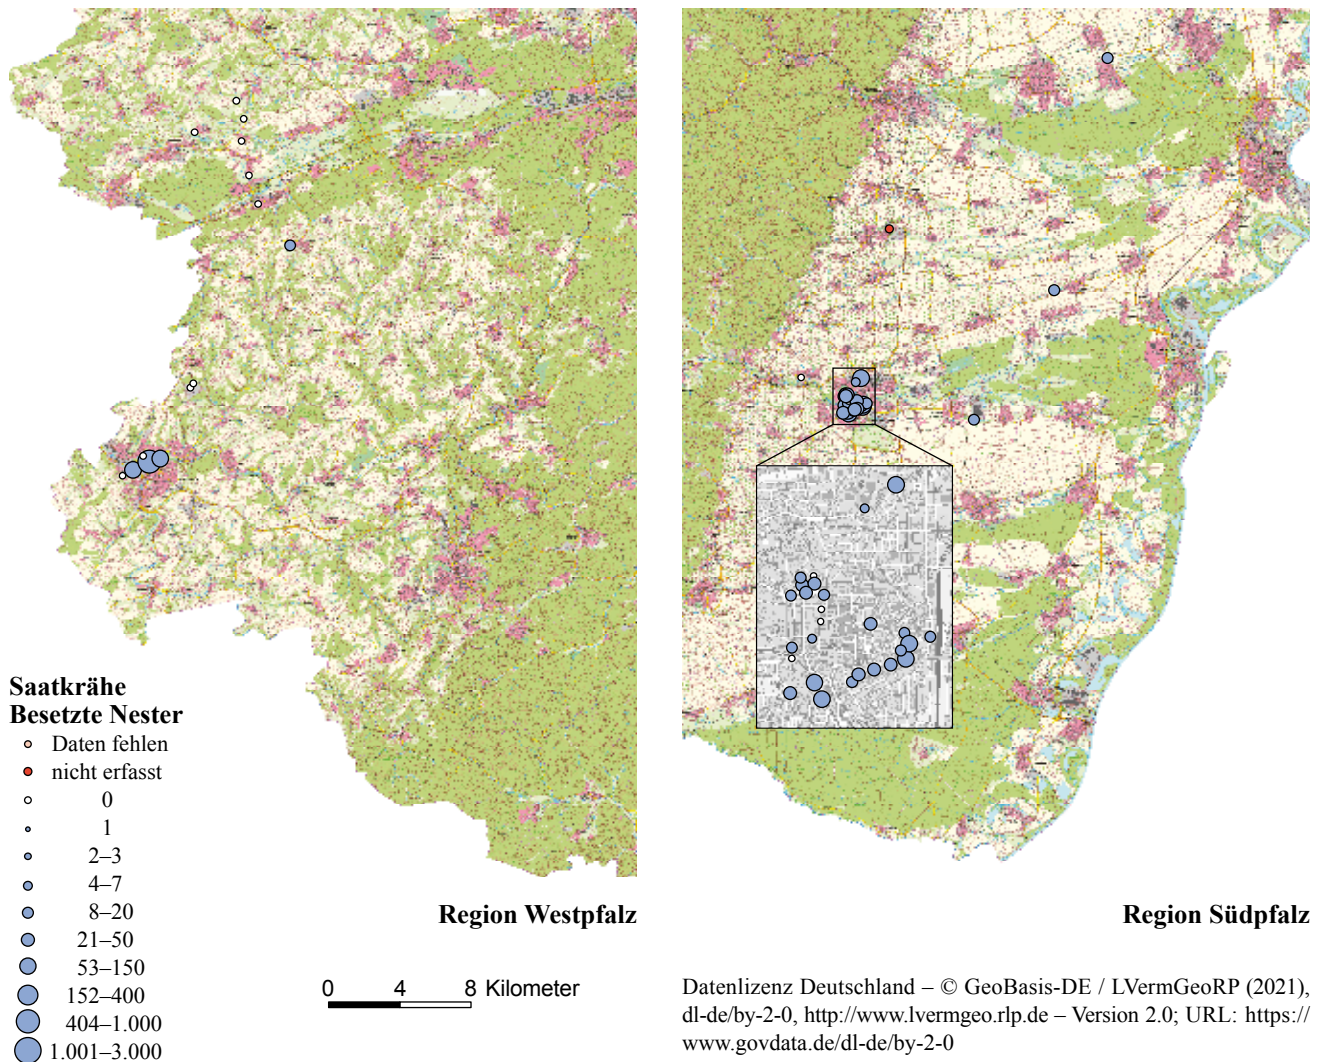 Saatkrähe
Besetzte Nester
Daten fehlen
nicht erfasst
0
1
2–3
4–7
8–20
21–50
53–150
152–400
404–1.000
1.001–3.000
Region Westpfalz
0 4 8 Kilometer
Region Südpfalz
Datenlizenz Deutschland – © GeoBasis-DE / LVermGeoRP (2021),
dl-de/by-2-0, http://www.lvermgeo.rlp.de – Version 2.0; URL: https://
www.govdata.de/dl-de/by-2-0